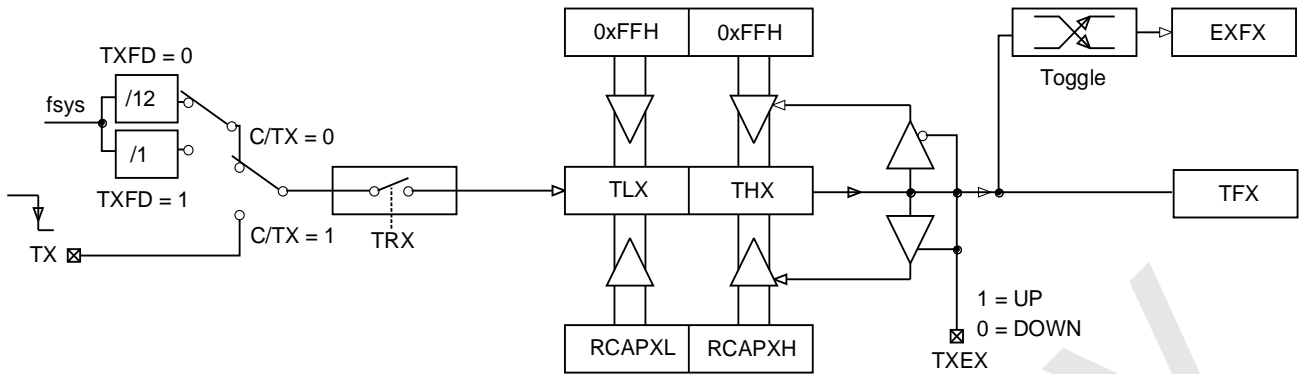 0xFFH 0xFFH
EXFX
Toggle
TXFD = 0
fsys
/12
C/TX = 0
/1
TXFD = 1
TLX THX
TFX
C/TX = 1
TRX
TX
1 = UP
0 = DOWN
RCAPXL RCAPXH
TXEX